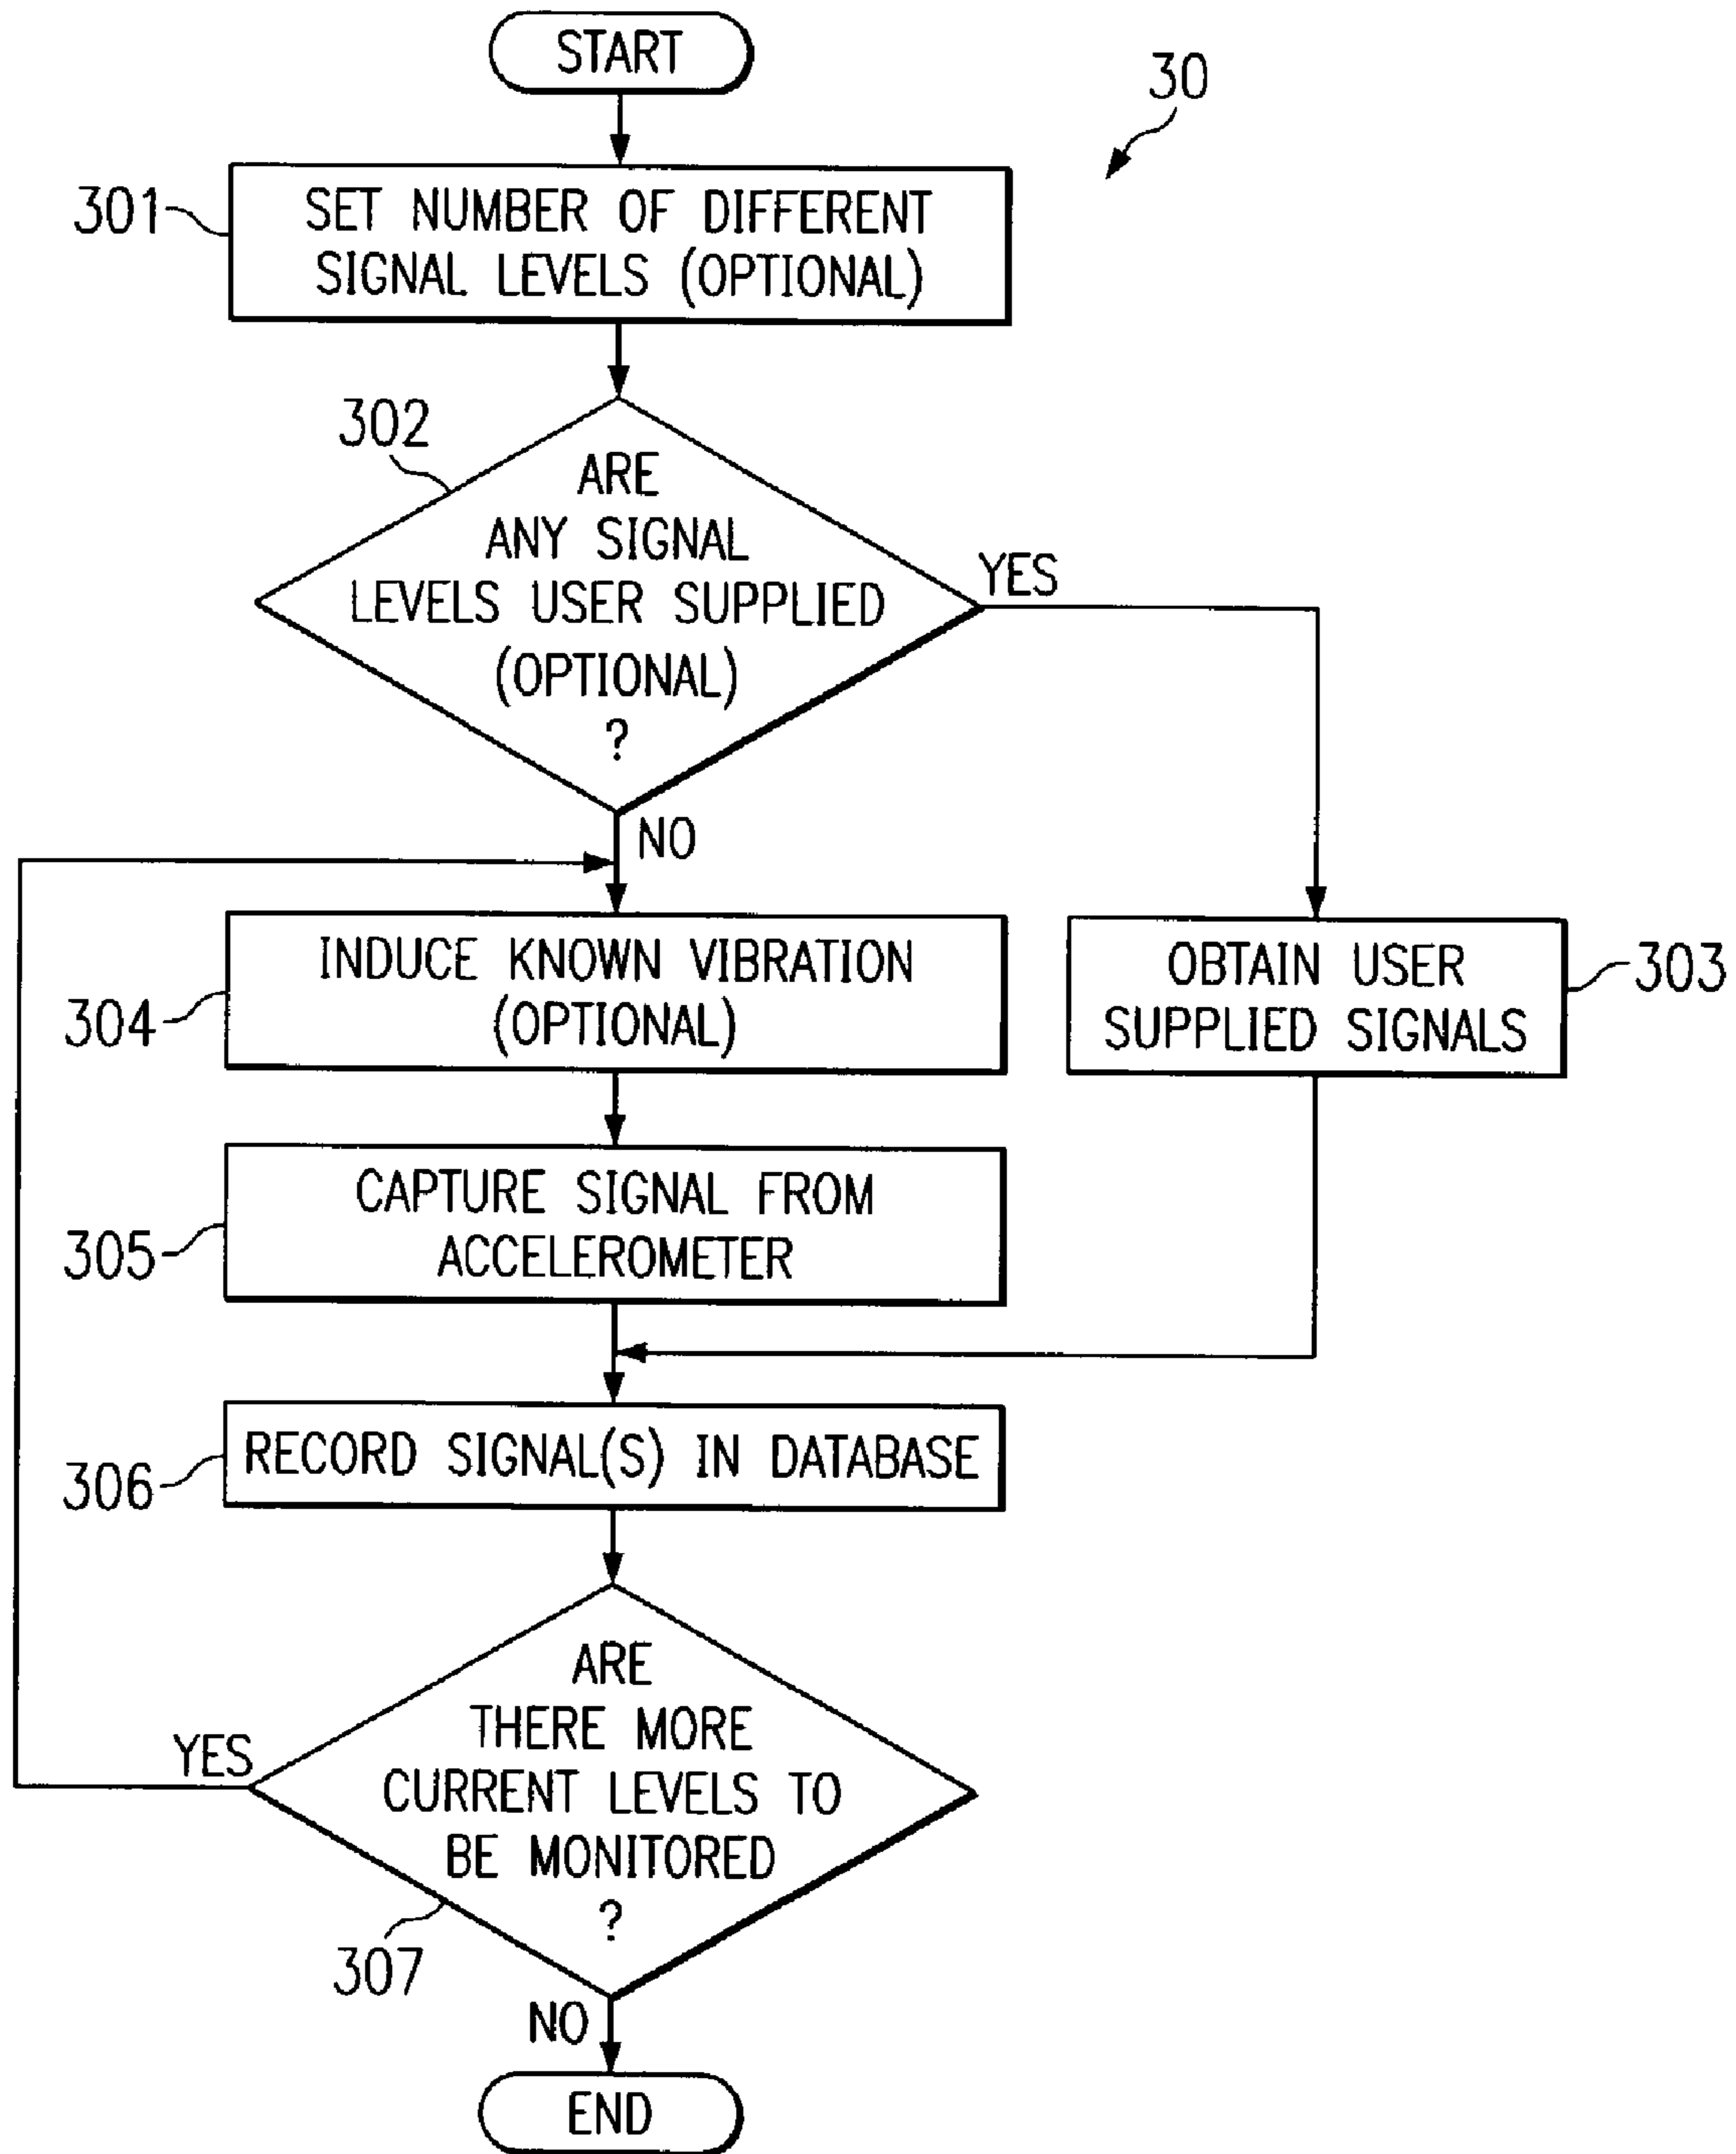 START
30
301
SET NUMBER OF DIFFERENT
SIGNAL LEVELS (OPTIONAL)
302
ARE
ANY SIGNAL
LEVELS USER SUPPLIED
(OPTIONAL)
?
YES
NO
304
INDUCE KNOWN VIBRATION
(OPTIONAL)
OBTAIN USER
SUPPLIED SIGNALS
303
305
CAPTURE SIGNAL FROM
ACCELEROMETER
306
RECORD SIGNAL(S) IN DATABASE
ARE
THERE MORE
CURRENT LEVELS TO
BE MONITORED
?
YES
307
NO
END